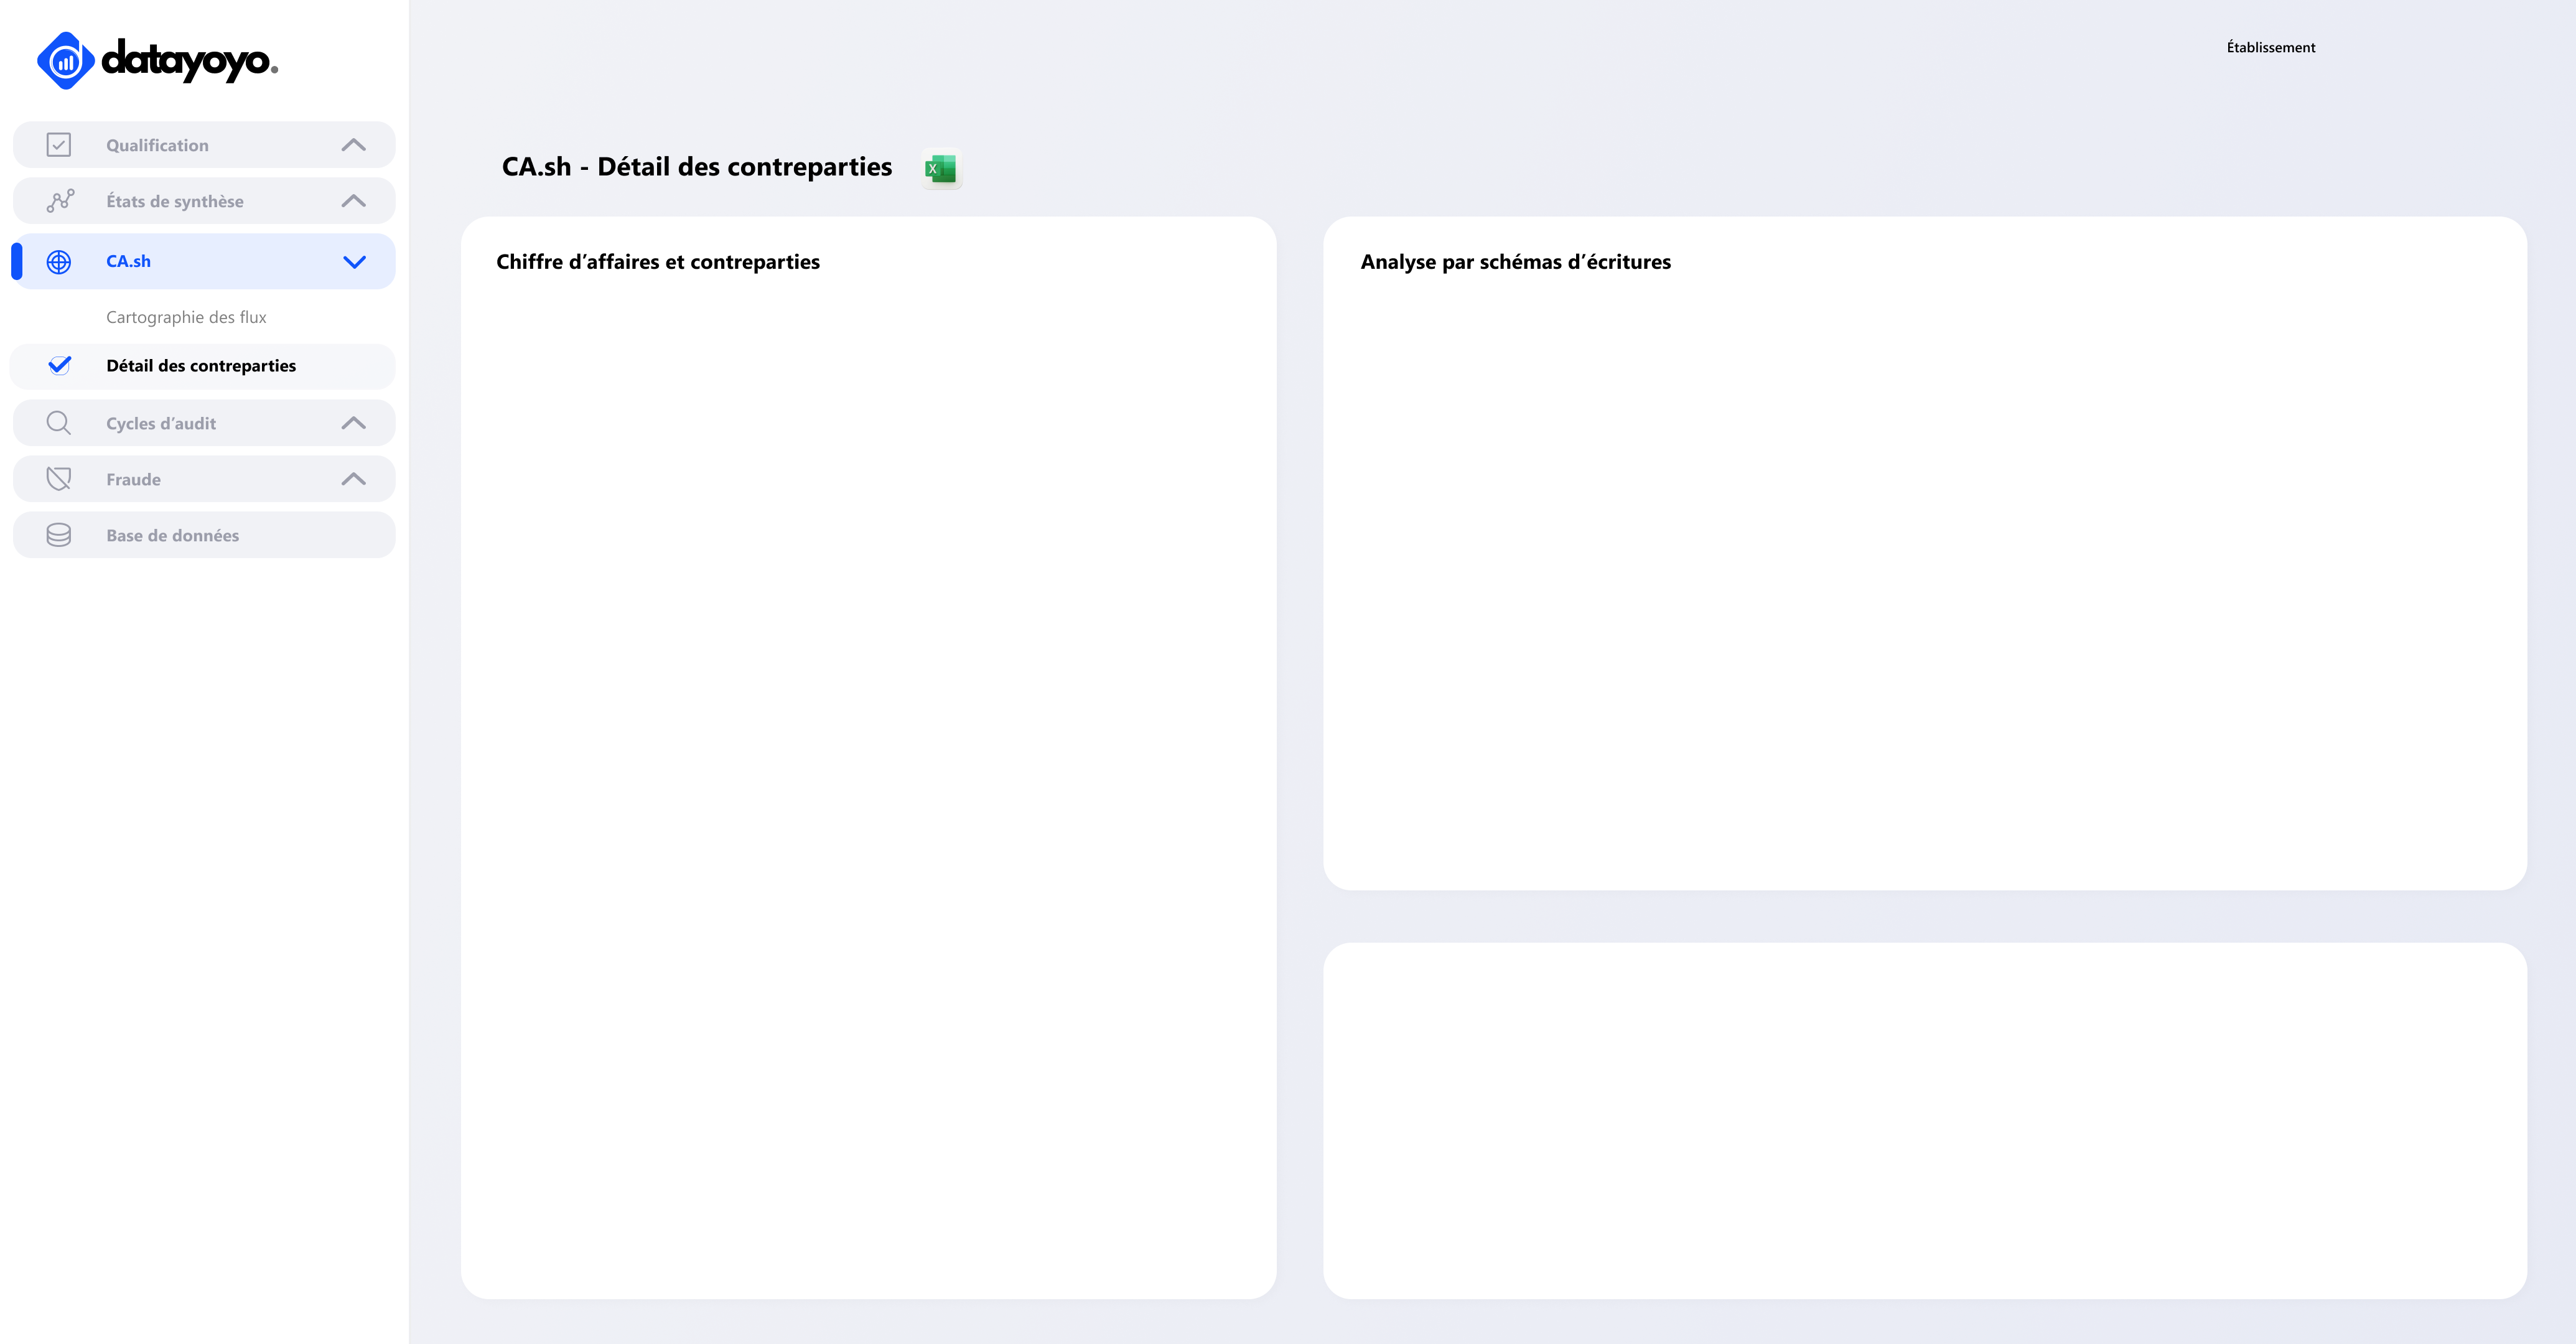 datayoyo.
Établissement
Qualification
CA.sh - Détail des contreparties
États de synthèse
CA.sh
Chiffre d’affaires et contreparties
Analyse par schémas d’écritures
Cartographie des flux
Détail des contreparties
Cycles d’audit
Fraude
Base de données